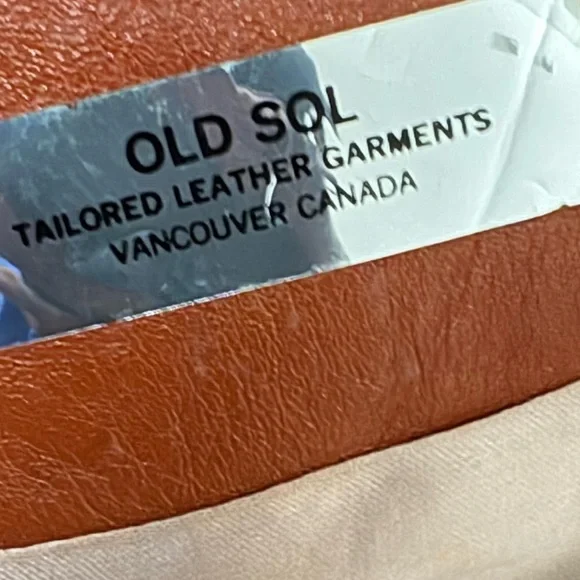 OLD SOL
TAILORED LEATHER GARMENTS
VANCOUVER CANADA